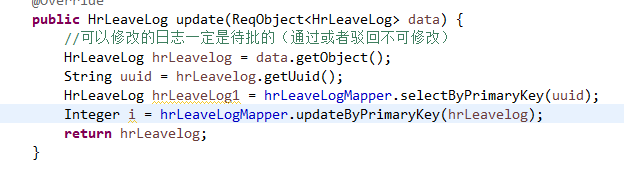 @Override
public HrLeaveLog update(ReqObject<HrLeaveLog> data) {
//可以修改的日志一定是待批的（通过或者驳回不可修改）
HrLeaveLog hrLeavelog = data.getObject();
String uuid = hrLeavelog.getUuid();
HrLeaveLog hrLeaveLog1 = hrLeaveLogMapper.selectByPrimaryKey(uuid);
Integer i = hrLeaveLogMapper.updateByPrimaryKey(hrLeavelog);
return hrLeavelog;
}